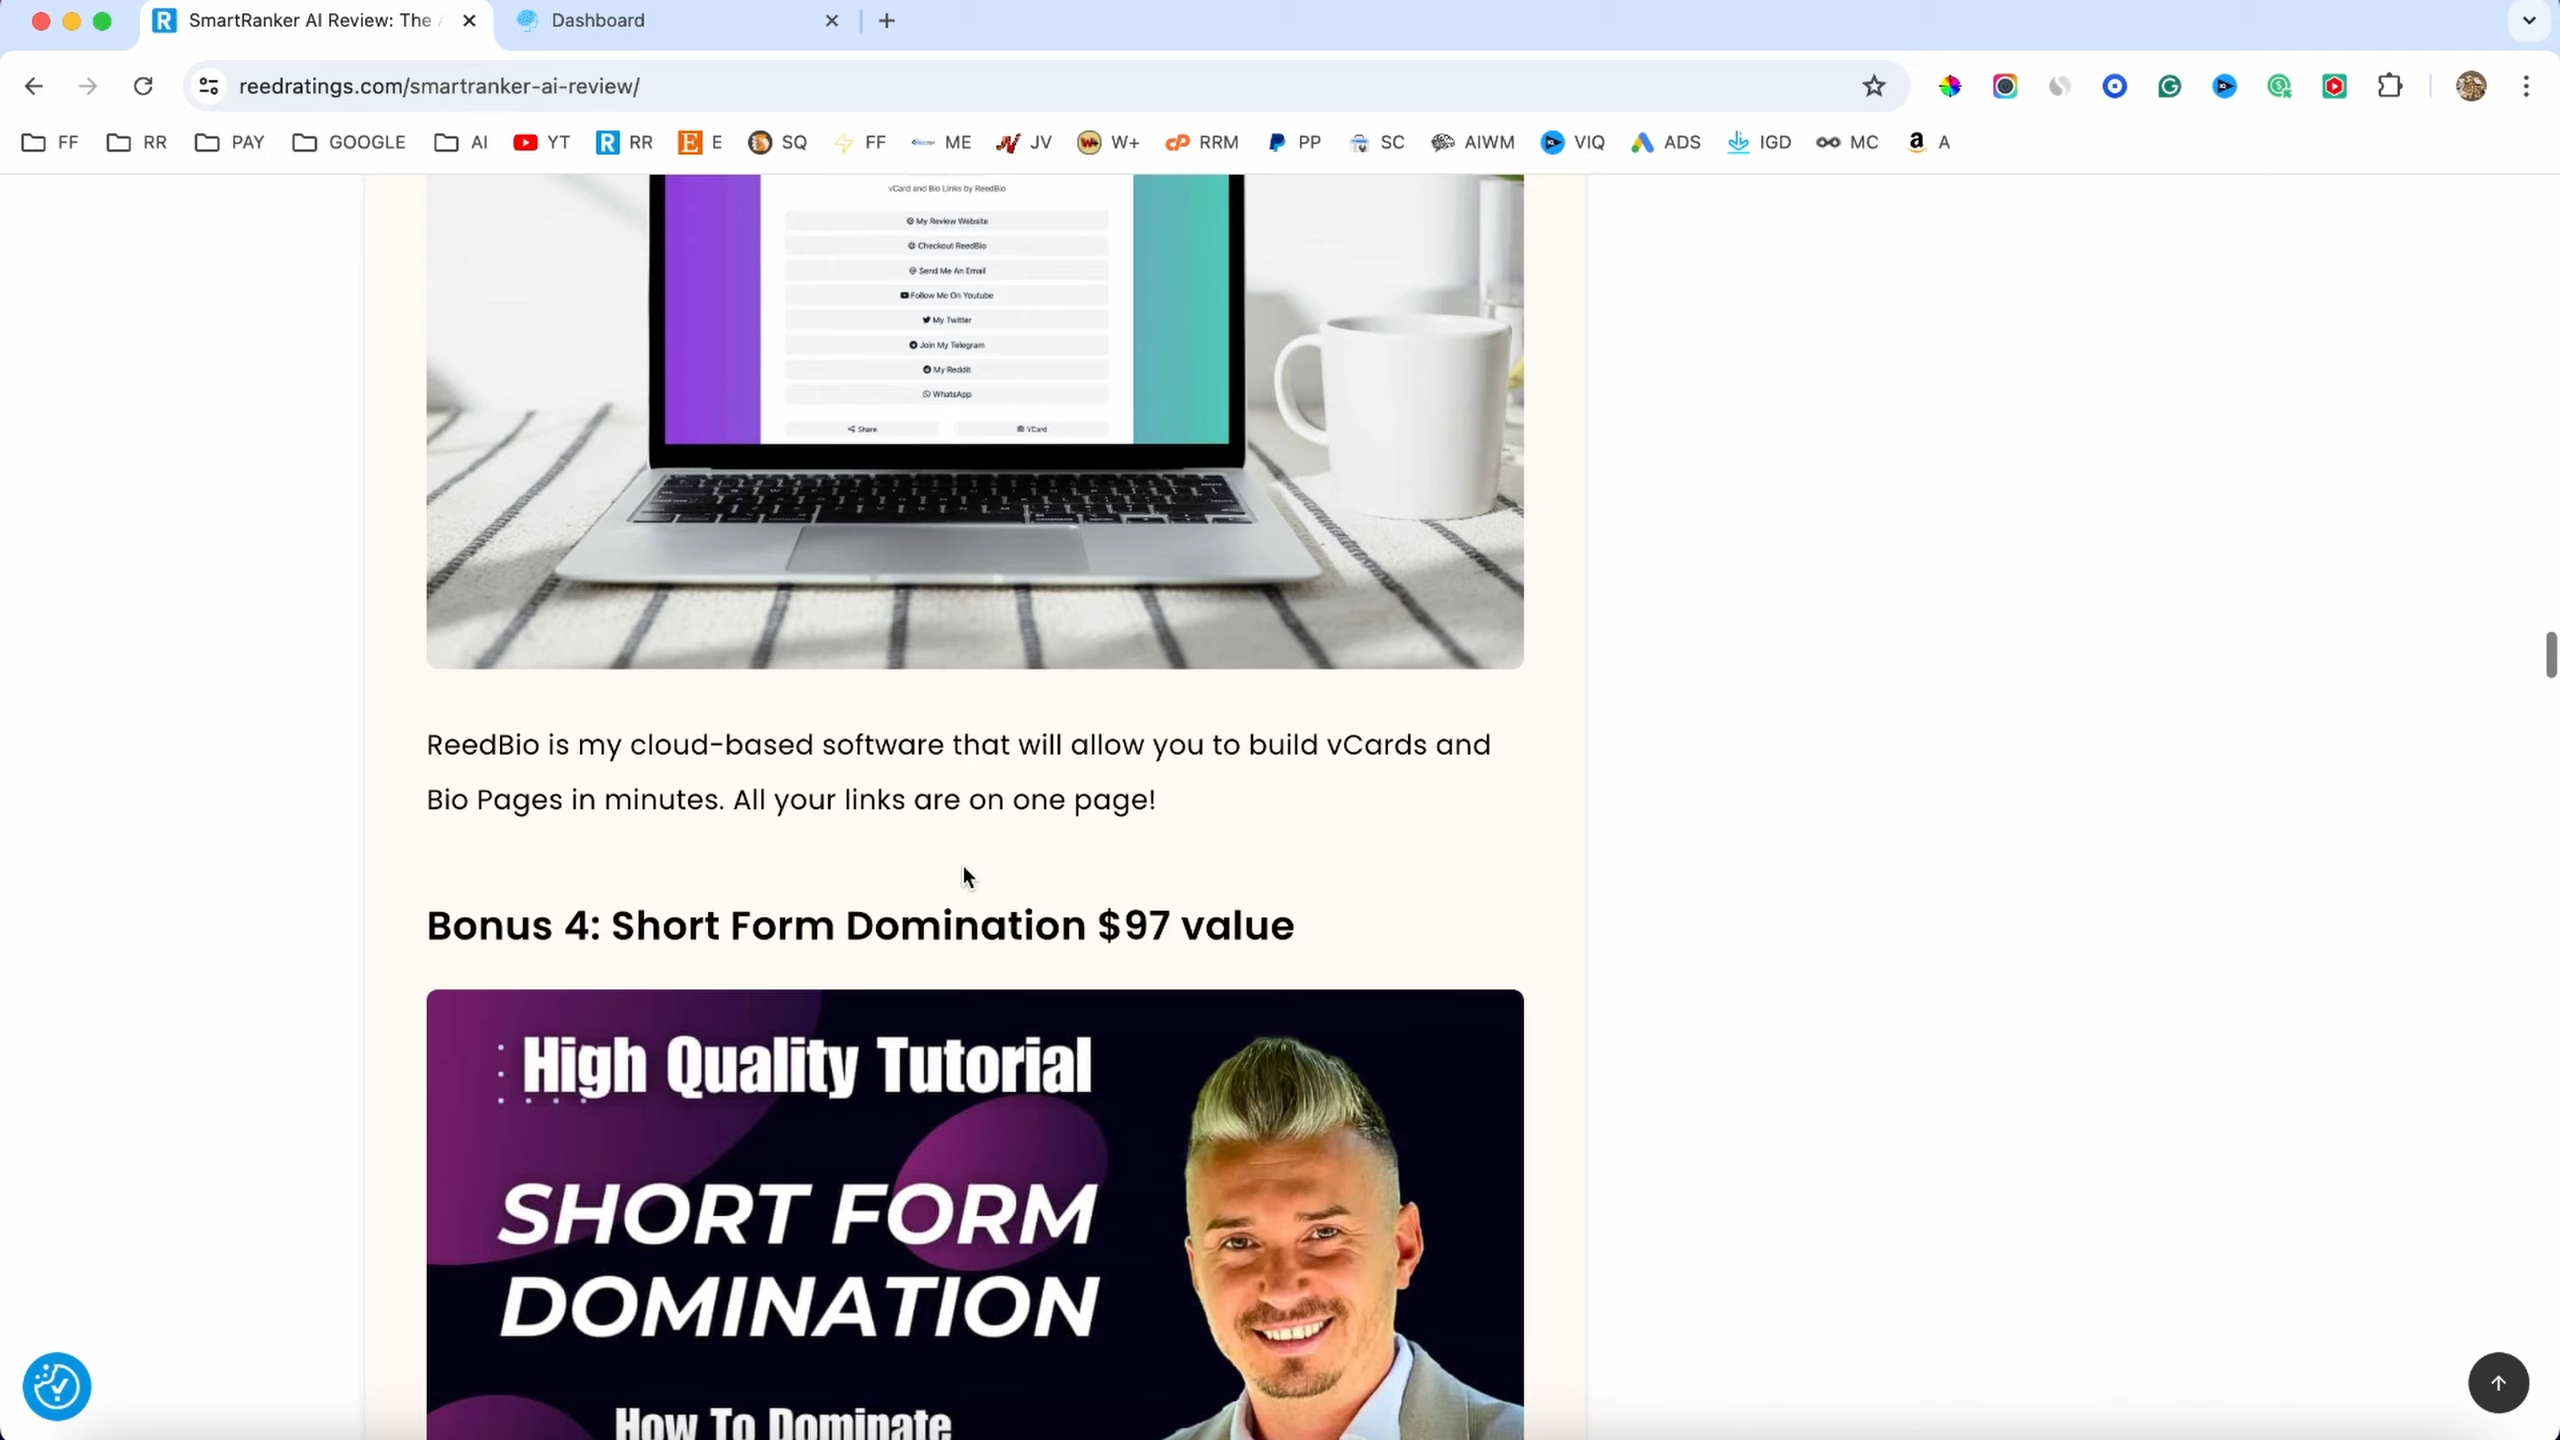 SmartRanker AI Review: The
Dashboard
reedratings.com/smartranker-ai-review/
FF
RR
PAY
GOOGLE
AI
YT
RR
E
SQ
FF
ME
JV
W+
RRM
PP
SC
AIWM
VIQ
ADS
IGD
MC
A
vCard and Bio Links by ReedBio
My Review Website
Checkout ReedBio
Send Me An Email
Follow Me On Youtube
My Twitter
Join My Telegram
My Reddit
WhatsApp
Share
VCard
ReedBio is my cloud-based software that will allow you to build vCards and
Bio Pages in minutes. All your links are on one page!
Bonus 4: Short Form Domination $97 value
High Quality Tutorial
SHORT FORM
DOMINATION
How To Dominate